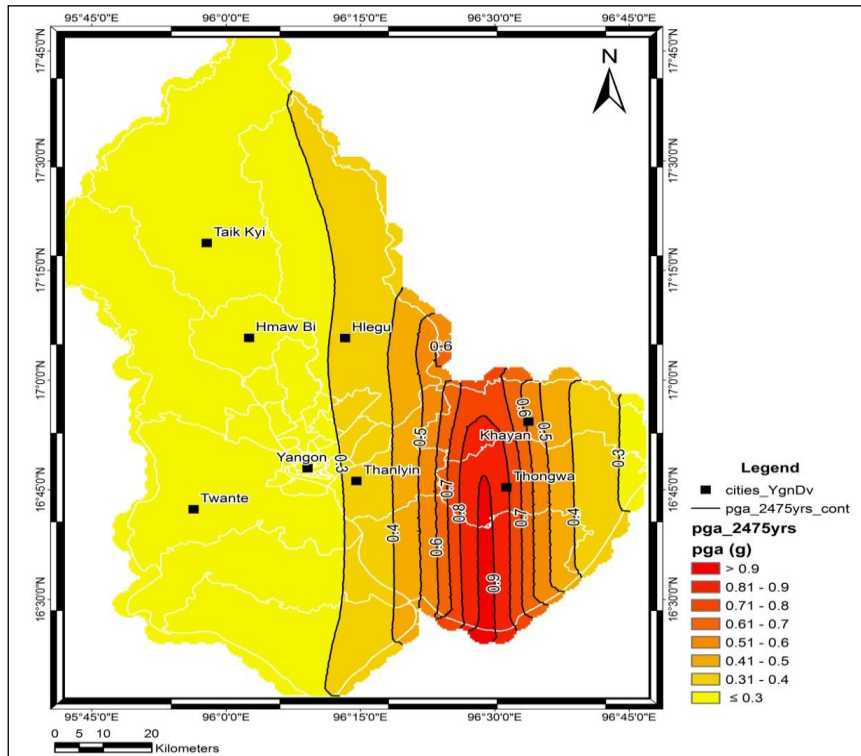 95°45'0"E 96°0'0"E 96°15'0"E 96°30'0"E 96°45'0"E
17°45'0"N 17°45'0"N
N
17°30'0"N 17°30'0"N
Taik Kyi
17°15'0"N 17°15'0"N
Hmaw Bi Hlegu
0.6
17°0'0"N 17°0'0"N
0.6
0.5 0.5
Khayan
Yangon 0.3 0.3
Thanlyin Thongwa
16°45'0"N 16°45'0"N
0.7
Twante 0.8 0.7
0.4 0.6 0.4
0.9
16°30'0"N 16°30'0"N
95°45'0"E 96°0'0"E 96°15'0"E 96°30'0"E 96°45'0"E
0 5 10 20
Kilometers
Legend
cities_YgnDv
pga_2475yrs_cont
pga_2475yrs
pga (g)
> 0.9
0.81 - 0.9
0.71 - 0.8
0.61 - 0.7
0.51 - 0.6
0.41 - 0.5
0.31 - 0.4
≤ 0.3